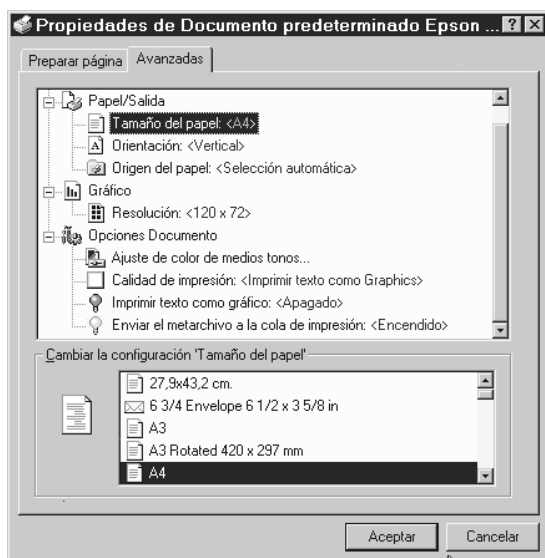 Propiedades de Documento predeterminado Epson ...
Preparar página Avanzadas
Papel/Salida
Tamaño del papel: <A4>
Orientación: <Vertical>
Origen del papel: <Selección automática>
Gráfico
Resolución: <120 x 72>
Opciones Documento
Ajuste de color de medios tonos...
Calidad de impresión: <Imprimir texto como Graphics>
Imprimir texto como gráfico: <Apagado>
Enviar el metarchivo a la cola de impresión: <Encendido>
Cambiar la configuración 'Tamaño del papel'
27,9x43,2 cm.
6 3/4 Envelope 6 1/2 x 3 5/8 in
A3
A3 Rotated 420 x 297 mm
A4
Aceptar Cancelar